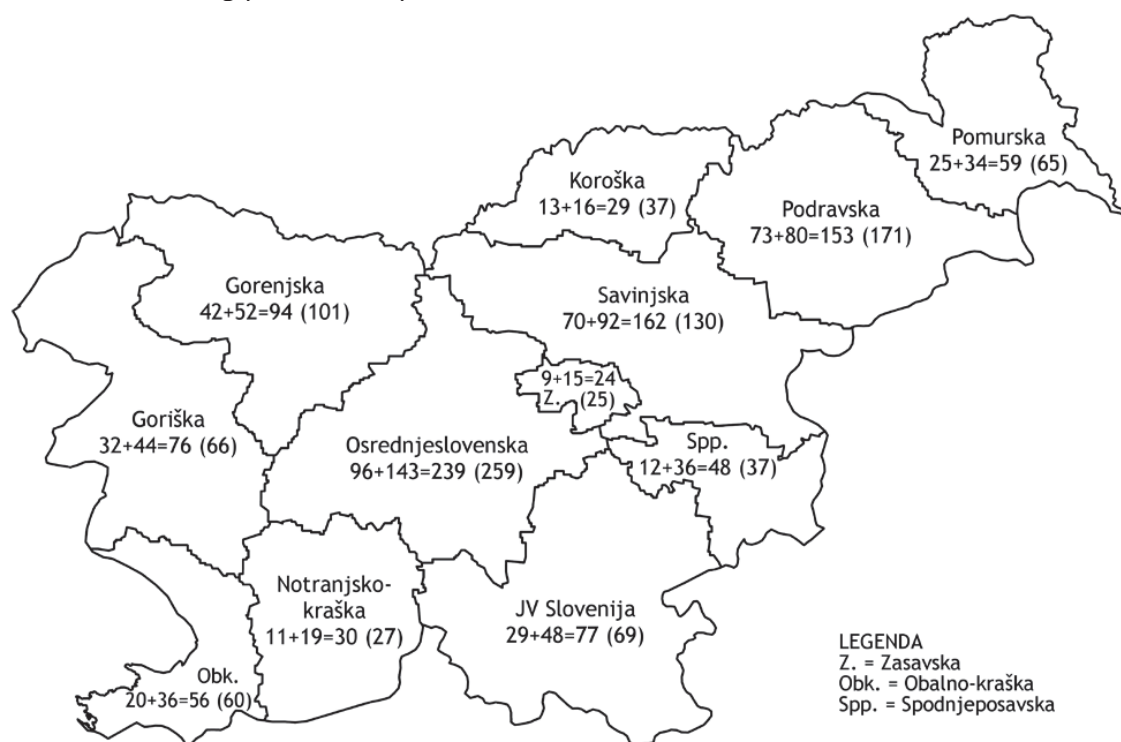 Pomurska
25+34=59 (65)
Koroška
13+16=29 (37)
Podravska
73+80=153 (171)
Gorenjska
42+52=94 (101)
Savinjska
70+92=162 (130)
9+15=24
Z. (25)
Goriška
32+44=76 (66)
Osrednjeslovenska
96+143=239 (259)
Spp.
12+36=48 (37)
Notranjsko-
kraška
11+19=30 (27)
JV Slovenija
29+48=77 (69)
Obk.
20+36=56 (60)
LEGENDA
Z. = Zasavska
Obk. = Obalno-kraška
Spp. = Spodnjeposavska